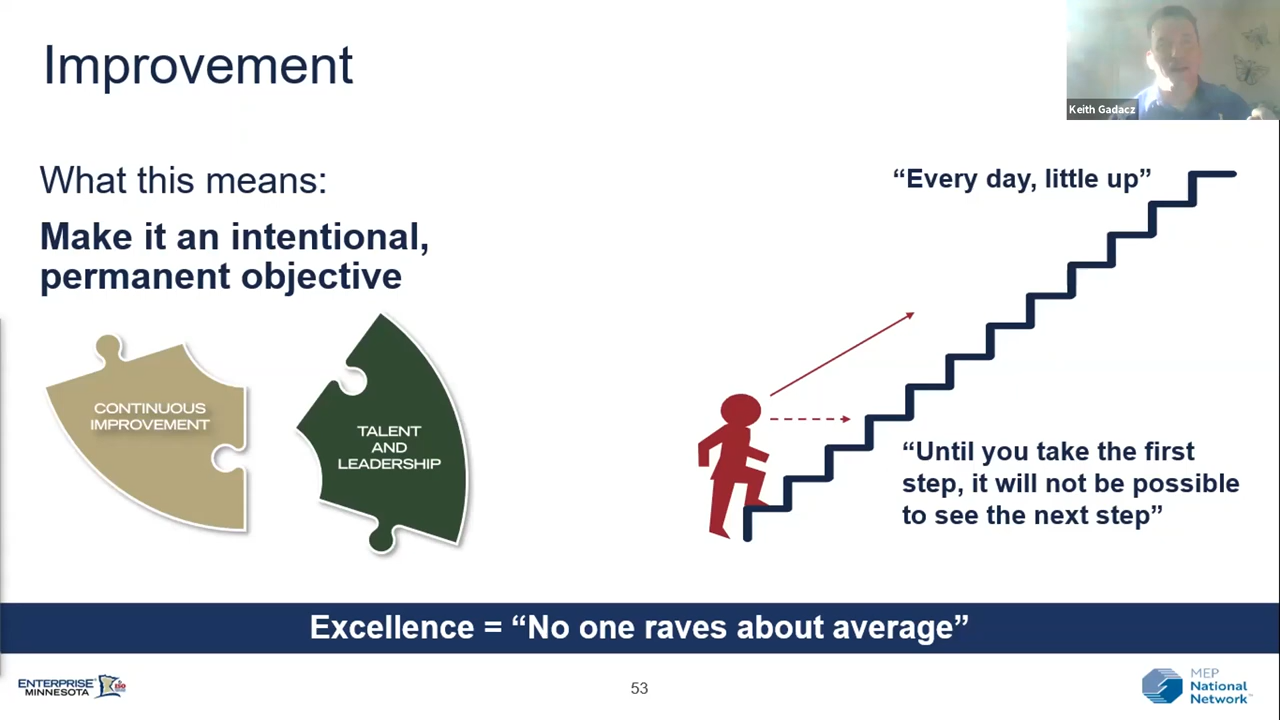 Improvement
Keith Gadacz
What this means:
Make it an intentional,
permanent objective
“Every day, little up”
CONTINUOUS
IMPROVEMENT
TALENT
AND
LEADERSHIP
“Until you take the first
step, it will not be possible
to see the next step”
Excellence = “No one raves about average”
ENTERPRISE
MINNESOTA
53
MEP
National
Network™